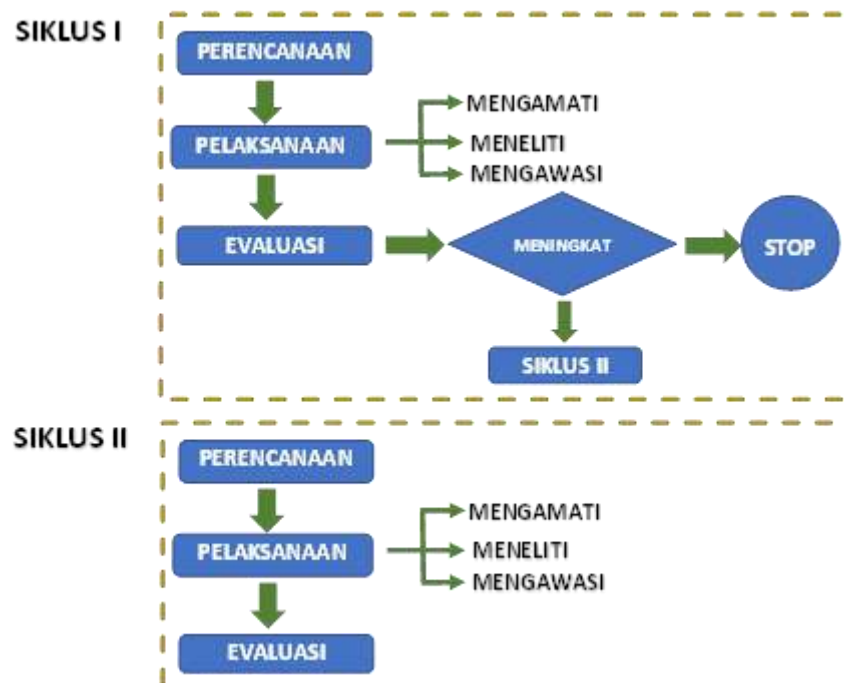 SIKLUS I
PERENCANAAN
PELAKSANAAN
MENGAMATI
MENELITI
MENGAWASI
EVALUASI
MENINGKAT
STOP
SIKLUS II
SIKLUS II
PERENCANAAN
PELAKSANAAN
MENGAMATI
MENELITI
MENGAWASI
EVALUASI